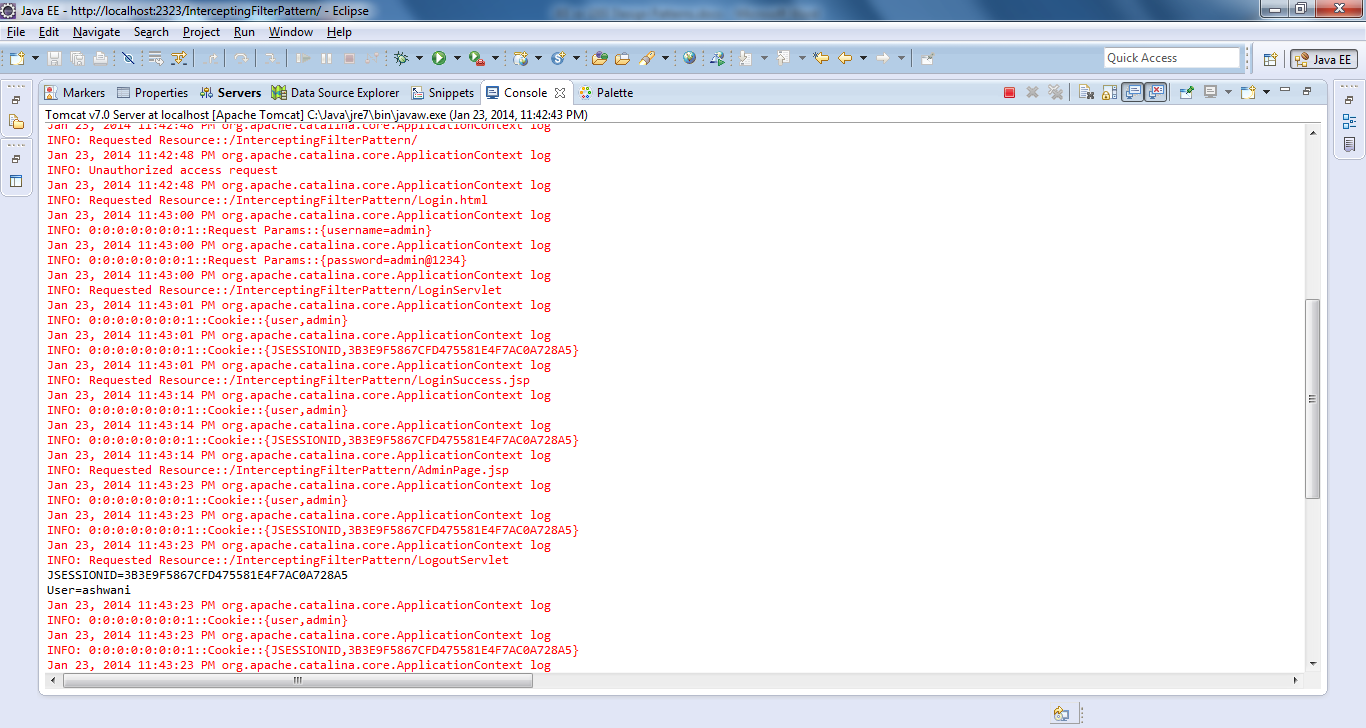 Java EE - http://localhost:2323/InterceptingFilterPattern/ - Eclipse
File Edit Navigate Search Project Run Window Help
Quick Access
Java EE
Markers Properties Servers Data Source Explorer Snippets Console Palette
Tomcat v7.0 Server at localhost [Apache Tomcat] C:\Java\jre7\bin\javaw.exe (Jan 23, 2014, 11:42:43 PM)
Jan 23, 2014 11:42:48 PM org.apache.catalina.core.ApplicationContext log
INFO: Requested Resource::/InterceptingFilterPattern/
Jan 23, 2014 11:42:48 PM org.apache.catalina.core.ApplicationContext log
INFO: Unauthorized access request
Jan 23, 2014 11:42:48 PM org.apache.catalina.core.ApplicationContext log
INFO: Requested Resource::/InterceptingFilterPattern/Login.html
Jan 23, 2014 11:43:00 PM org.apache.catalina.core.ApplicationContext log
INFO: 0:0:0:0:0:0:0:1::Request Params::{username=admin}
Jan 23, 2014 11:43:00 PM org.apache.catalina.core.ApplicationContext log
INFO: 0:0:0:0:0:0:0:1::Request Params::{password=admin@1234}
Jan 23, 2014 11:43:00 PM org.apache.catalina.core.ApplicationContext log
INFO: Requested Resource::/InterceptingFilterPattern/LoginServlet
Jan 23, 2014 11:43:01 PM org.apache.catalina.core.ApplicationContext log
INFO: 0:0:0:0:0:0:0:1::Cookie::{user,admin}
Jan 23, 2014 11:43:01 PM org.apache.catalina.core.ApplicationContext log
INFO: 0:0:0:0:0:0:0:1::Cookie::{JSESSIONID,3B3E9F5867CFD475581E4F7AC0A728A5}
Jan 23, 2014 11:43:01 PM org.apache.catalina.core.ApplicationContext log
INFO: Requested Resource::/InterceptingFilterPattern/LoginSuccess.jsp
Jan 23, 2014 11:43:14 PM org.apache.catalina.core.ApplicationContext log
INFO: 0:0:0:0:0:0:0:1::Cookie::{user,admin}
Jan 23, 2014 11:43:14 PM org.apache.catalina.core.ApplicationContext log
INFO: 0:0:0:0:0:0:0:1::Cookie::{JSESSIONID,3B3E9F5867CFD475581E4F7AC0A728A5}
Jan 23, 2014 11:43:14 PM org.apache.catalina.core.ApplicationContext log
INFO: Requested Resource::/InterceptingFilterPattern/AdminPage.jsp
Jan 23, 2014 11:43:23 PM org.apache.catalina.core.ApplicationContext log
INFO: 0:0:0:0:0:0:0:1::Cookie::{user,admin}
Jan 23, 2014 11:43:23 PM org.apache.catalina.core.ApplicationContext log
INFO: 0:0:0:0:0:0:0:1::Cookie::{JSESSIONID,3B3E9F5867CFD475581E4F7AC0A728A5}
Jan 23, 2014 11:43:23 PM org.apache.catalina.core.ApplicationContext log
INFO: Requested Resource::/InterceptingFilterPattern/LogoutServlet
JSESSIONID=3B3E9F5867CFD475581E4F7AC0A728A5
User=ashwani
Jan 23, 2014 11:43:23 PM org.apache.catalina.core.ApplicationContext log
INFO: 0:0:0:0:0:0:0:1::Cookie::{user,admin}
Jan 23, 2014 11:43:23 PM org.apache.catalina.core.ApplicationContext log
INFO: 0:0:0:0:0:0:0:1::Cookie::{JSESSIONID,3B3E9F5867CFD475581E4F7AC0A728A5}
Jan 23, 2014 11:43:23 PM org.apache.catalina.core.ApplicationContext log